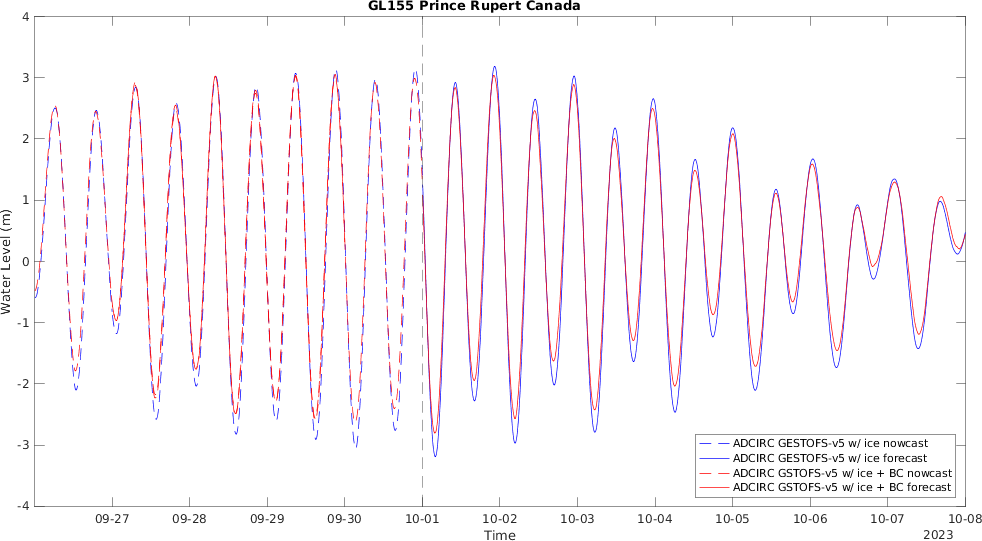 GL155 Prince Rupert Canada
4
3
2
1
0
-1
-2
-3
-4
Water Level (m)
ADCIRC GESTOFS-v5 w/ ice nowcast
ADCIRC GESTOFS-v5 w/ ice forecast
ADCIRC GSTOFS-v5 w/ ice + BC nowcast
ADCIRC GSTOFS-v5 w/ ice + BC forecast
09-27 09-28 09-29 09-30 10-01 10-02 10-03 10-04 10-05 10-06 10-07 10-08
Time
2023